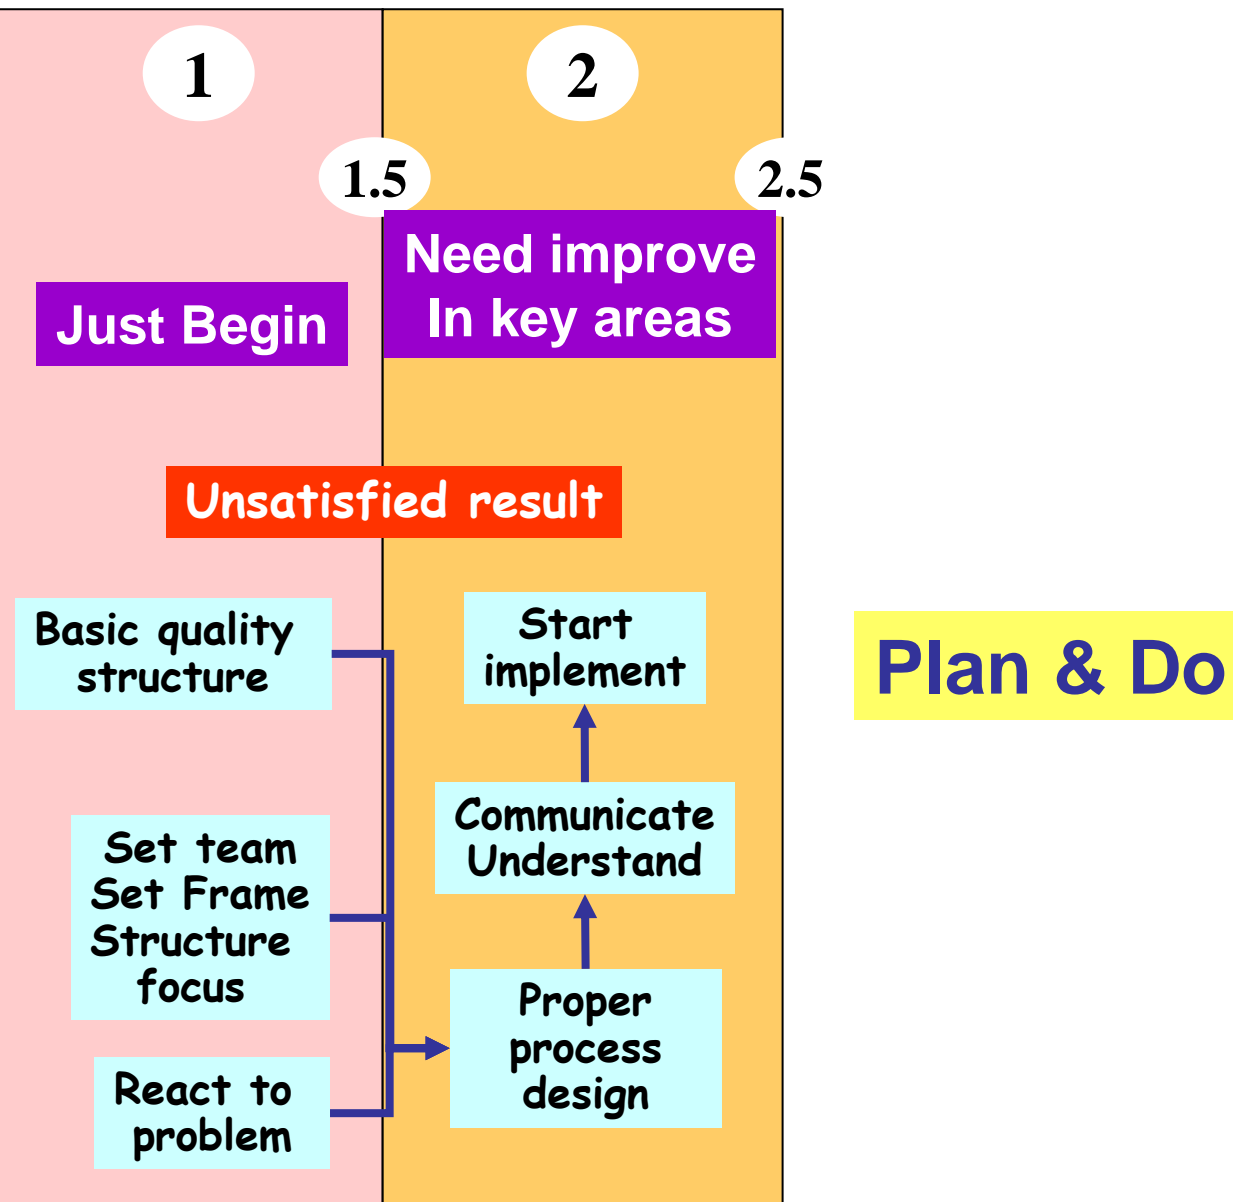 1
2
1.5
2.5
Just Begin
Need improve
In key areas
Unsatisfied result
Basic quality
structure
Set team
Set Frame
Structure
focus
React to
problem
Start
implement
Communicate
Understand
Proper
process
design
Plan & Do